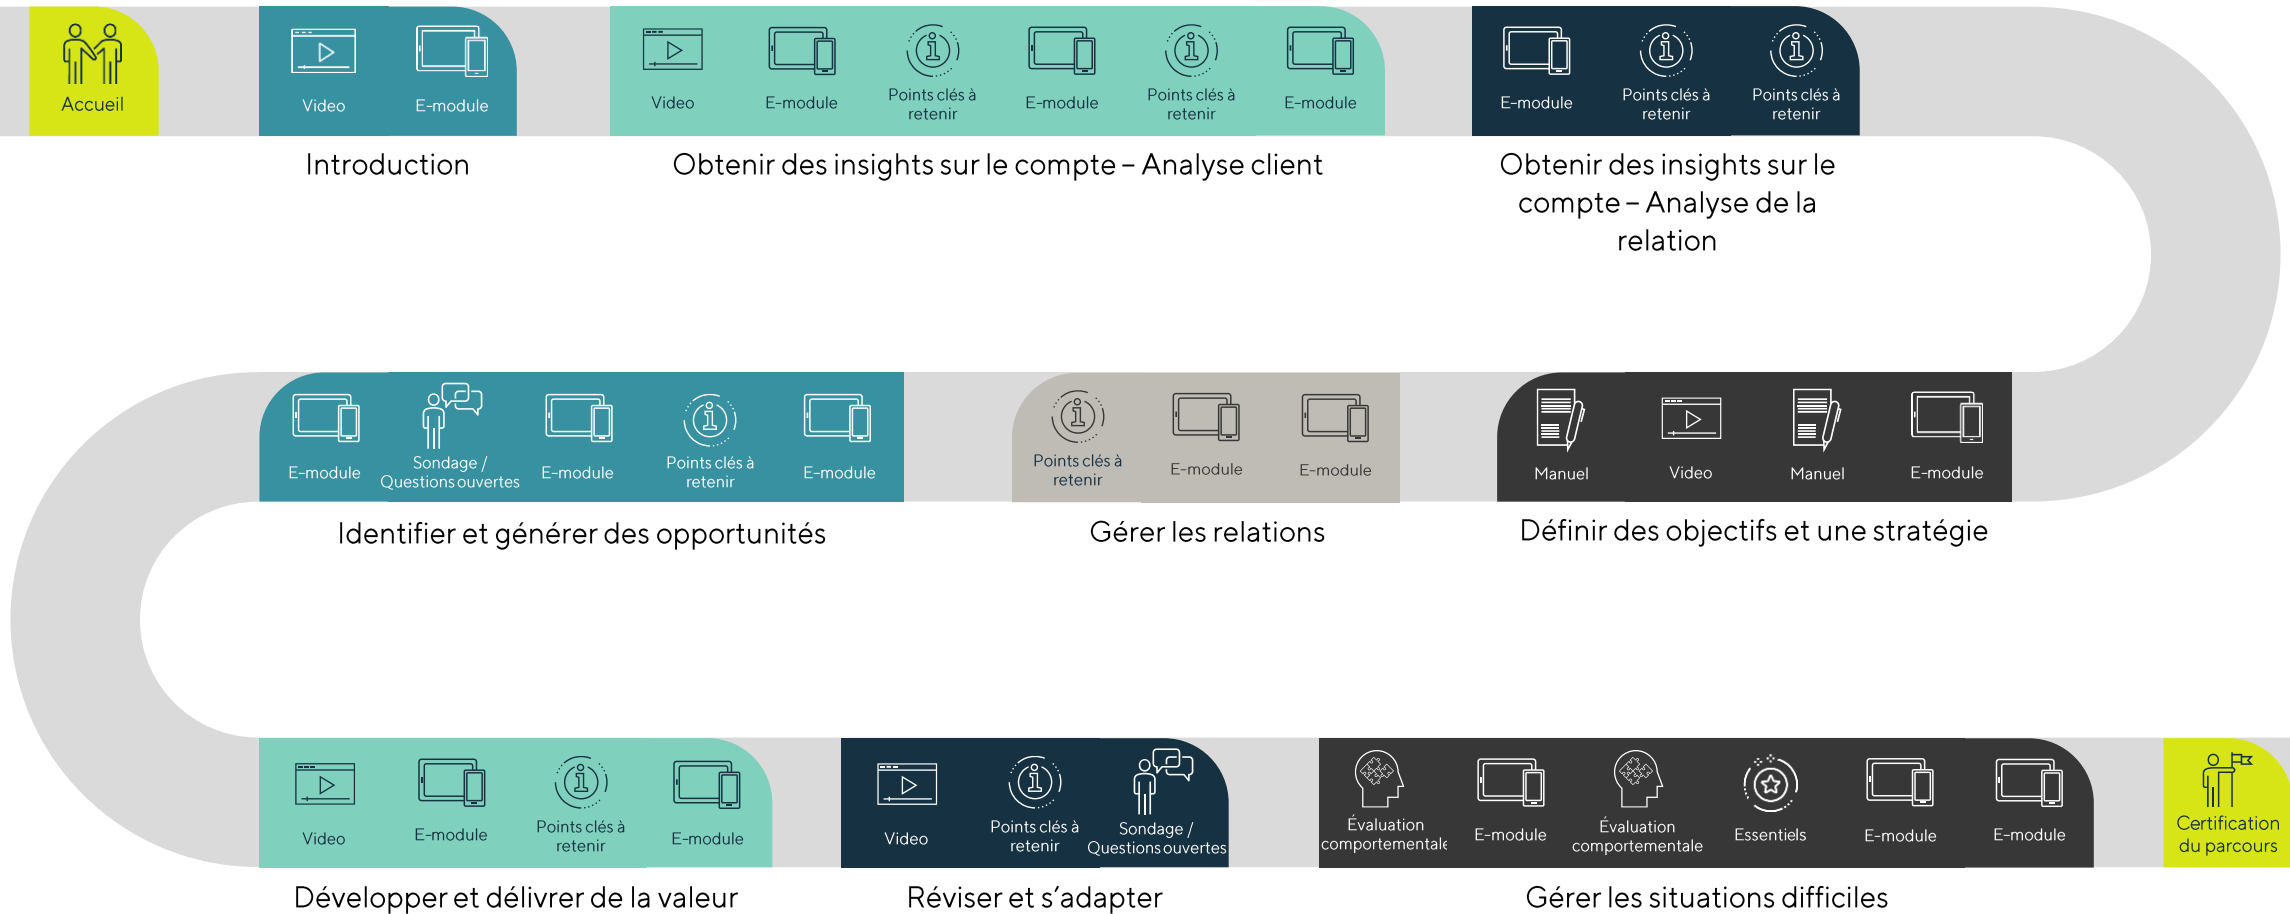 Accueil
Video
E-module
Introduction
Video
E-module
Points clés à
retenir
E-module
Points clés à
retenir
E-module
Obtenir des insights sur le compte – Analyse client
E-module
Points clés à
retenir
Points clés à
retenir
Obtenir des insights sur le
compte – Analyse de la
relation
E-module
Sondage /
Questions ouvertes
E-module
Points clés à
retenir
E-module
Identifier et générer des opportunités
Points clés à
retenir
E-module
E-module
Gérer les relations
Manuel
Video
Manuel
E-module
Définir des objectifs et une stratégie
Video
E-module
Points clés à
retenir
E-module
Développer et délivrer de la valeur
Video
Points clés à
retenir
Sondage /
Questions ouvertes
Réviser et s’adapter
Évaluation
comportementale
E-module
Évaluation
comportementale
Essentiels
E-module
E-module
Gérer les situations difficiles
Certification
du parcours